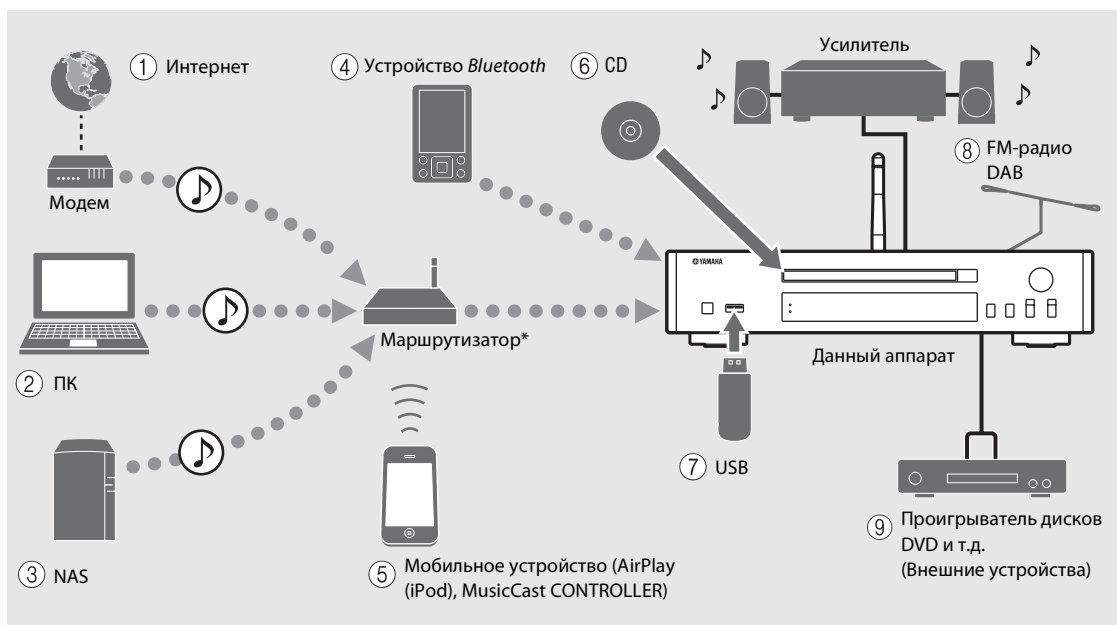 ① Интернет
Модем
② ПК
③ NAS
④ Устройство Bluetooth
Маршрутизатор*
⑤ Мобильное устройство (AirPlay
(iPod), MusicCast CONTROLLER)
⑥ CD
⑦ USB
Усилитель
⑧ FM-радио
DAB
YAMAHA
Данный аппарат
⑨ Проигрыватель дисков
DVD и т.д.
(Внешние устройства)